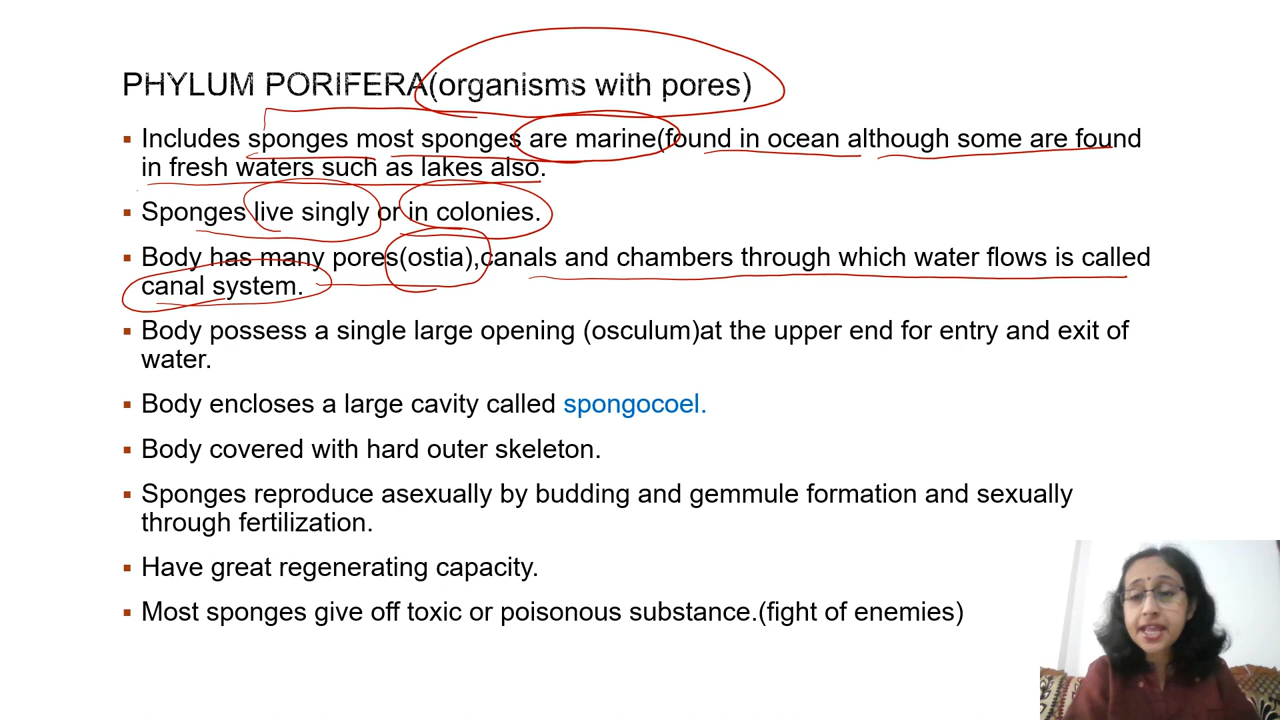 PHYLUM PORIFERA(organisms with pores)
▪ Includes sponges most sponges are marine(found in ocean although some are found
in fresh waters such as lakes also.
▪ Sponges live singly or in colonies.
▪ Body has many pores(ostia),canals and chambers through which water flows is called
canal system.
▪ Body possess a single large opening (osculum)at the upper end for entry and exit of
water.
▪ Body encloses a large cavity called spongocoel.
▪ Body covered with hard outer skeleton.
▪ Sponges reproduce asexually by budding and gemmule formation and sexually
through fertilization.
▪ Have great regenerating capacity.
▪ Most sponges give off toxic or poisonous substance.(fight of enemies)